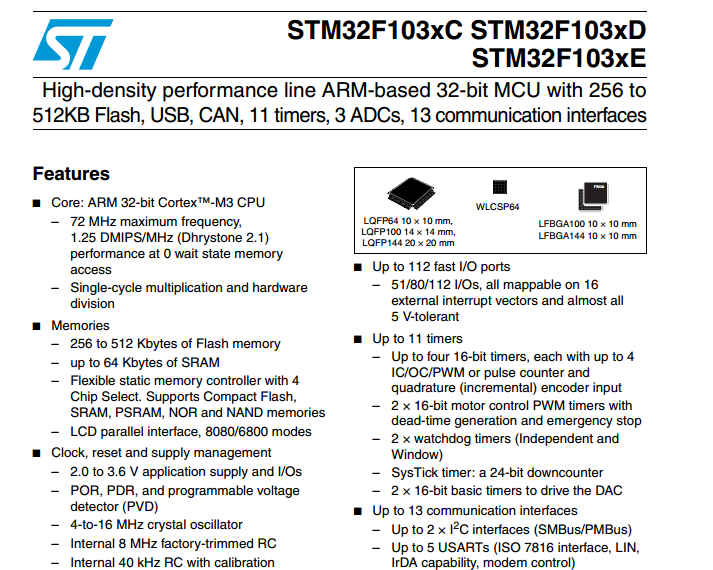 STM32F103xC STM32F103xD
STM32F103xE
High-density performance line ARM-based 32-bit MCU with 256 to
512KB Flash, USB, CAN, 11 timers, 3 ADCs, 13 communication interfaces
Features
■ Core: ARM 32-bit Cortex™-M3 CPU
– 72 MHz maximum frequency,
1.25 DMIPS/MHz (Dhrystone 2.1)
performance at 0 wait state memory
access
– Single-cycle multiplication and hardware
division
■ Memories
– 256 to 512 Kbytes of Flash memory
– up to 64 Kbytes of SRAM
– Flexible static memory controller with 4
Chip Select. Supports Compact Flash,
SRAM, PSRAM, NOR and NAND memories
– LCD parallel interface, 8080/6800 modes
■ Clock, reset and supply management
– 2.0 to 3.6 V application supply and I/Os
– POR, PDR, and programmable voltage
detector (PVD)
– 4-to-16 MHz crystal oscillator
– Internal 8 MHz factory-trimmed RC
– Internal 40 kHz RC with calibration
FBGA
LQFP64 10 × 10 mm,
LQFP100 14 × 14 mm,
LQFP144 20 × 20 mm
WLCSP64
LFBGA100 10 × 10 mm
LFBGA144 10 × 10 mm
■ Up to 112 fast I/O ports
– 51/80/112 I/Os, all mappable on 16
external interrupt vectors and almost all
5 V-tolerant
■ Up to 11 timers
– Up to four 16-bit timers, each with up to 4
IC/OC/PWM or pulse counter and
quadrature (incremental) encoder input
– 2 × 16-bit motor control PWM timers with
dead-time generation and emergency stop
– 2 × watchdog timers (Independent and
Window)
– SysTick timer: a 24-bit downcounter
– 2 × 16-bit basic timers to drive the DAC
■ Up to 13 communication interfaces
– Up to 2 × I²C interfaces (SMBus/PMBus)
– Up to 5 USARTs (ISO 7816 interface, LIN,
IrDA capability, modem control)